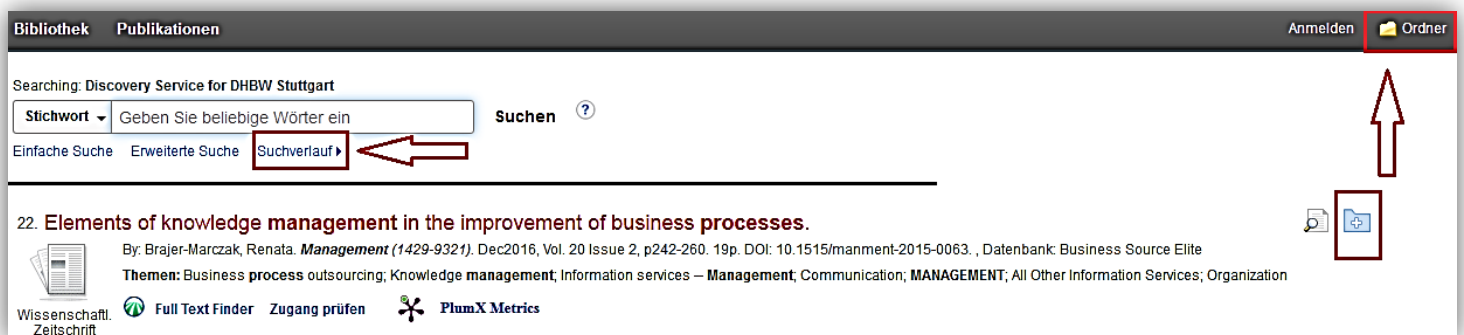 Bibliothek Publikationen Anmelden Ordner
Searching: Discovery Service for DHBW Stuttgart
Stichwort Geben Sie beliebige Wörter ein Suchen ?
Einfache Suche Erweiterte Suche Suchverlauf
22. Elements of knowledge management in the improvement of business processes.
By: Brajer-Marczak, Renata. Management (1429-9321). Dec2016, Vol. 20 Issue 2, p242-260. 19p. DOI: 10.1515/manment-2015-0063. , Datenbank: Business Source Elite
Themen: Business process outsourcing; Knowledge management; Information services -- Management; Communication; MANAGEMENT; All Other Information Services; Organization
Wissenschaftl.
Zeitschrift
Full Text Finder Zugang prüfen PlumX Metrics